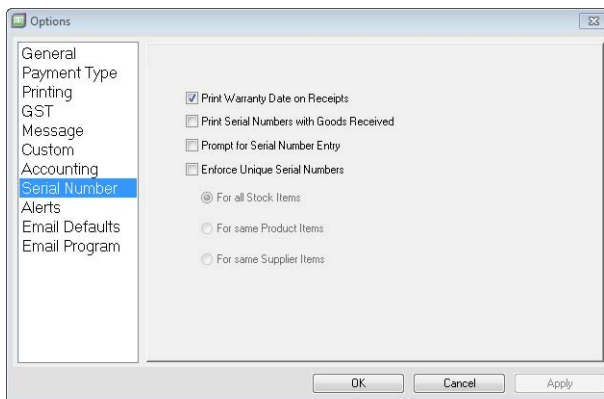 Options
General
Payment Type
Printing
GST
Message
Custom
Accounting
Serial Number
Alerts
Email Defaults
Email Program
Print Warranty Date on Receipts
Print Serial Numbers with Goods Received
Prompt for Serial Number Entry
Enforce Unique Serial Numbers
For all Stock Items
For same Product Items
For same Supplier Items
OK
Cancel
Apply